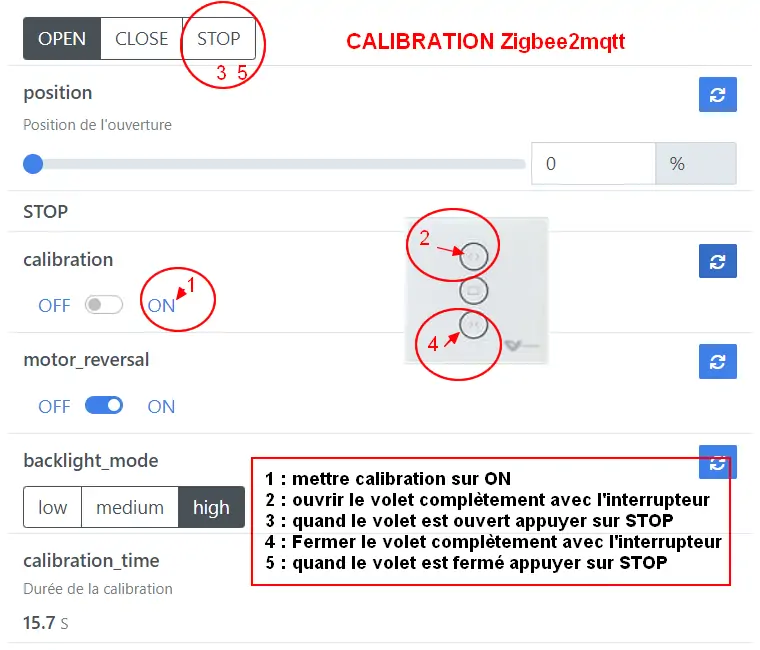 OPEN CLOSE STOP
CALIBRATION Zigbee2mqtt
3 5
position
Position de l'ouverture
0 %
STOP
2
calibration
1
OFF ON
4
motor_reversal
OFF ON
backlight_mode
low medium high
1 : mettre calibration sur ON
2 : ouvrir le volet complètement avec l'interrupteur
3 : quand le volet est ouvert appuyer sur STOP
4 : Fermer le volet complètement avec l'interrupteur
5 : quand le volet est fermé appuyer sur STOP
calibration_time
Durée de la calibration
15.7 S